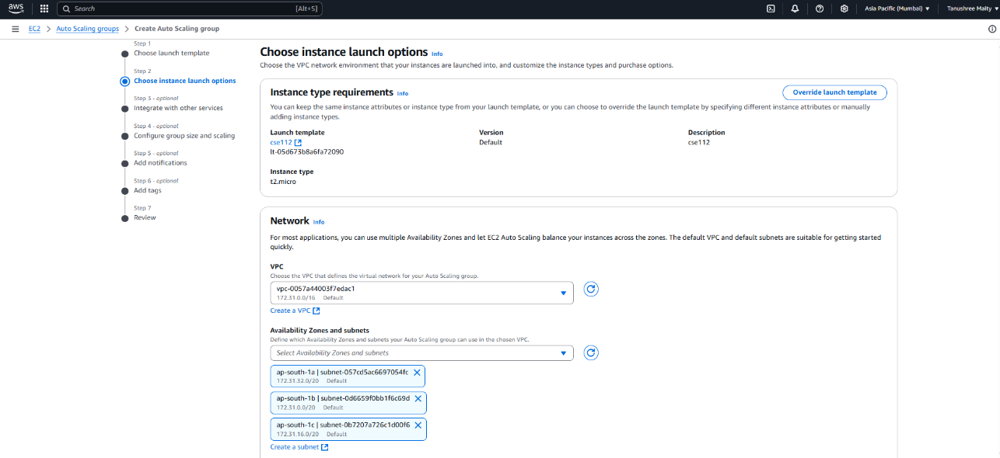 aws
Search [Alt+S]
Asia Pacific (Mumbai)
Tanushree Maity
EC2 > Auto Scaling groups > Create Auto Scaling group
Step 1
Choose launch template
Step 2
Choose instance launch options
Step 3 - optional
Integrate with other services
Step 4 - optional
Configure group size and scaling
Step 5 - optional
Add notifications
Step 6 - optional
Add tags
Step 7
Review
Choose instance launch options Info
Choose the VPC network environment that your instances are launched into, and customize the instance types and purchase options.
Instance type requirements Info
Override launch template
You can keep the same instance attributes or instance type from your launch template, or you can choose to override the launch template by specifying different instance attributes or manually
adding instance types.
Launch template
cse112
lt-05d673b8a6fa72090
Version
Default
Description
cse112
Instance type
t2.micro
Network Info
For most applications, you can use multiple Availability Zones and let EC2 Auto Scaling balance your instances across the zones. The default VPC and default subnets are suitable for getting started
quickly.
VPC
Choose the VPC that defines the virtual network for your Auto Scaling group.
vpc-0057a44003f7edac1
172.31.0.0/16 Default
Create a VPC
Availability Zones and subnets
Define which Availability Zones and subnets your Auto Scaling group can use in the chosen VPC.
Select Availability Zones and subnets
ap-south-1a | subnet-057cd5ac6697054fc
172.31.32.0/20 Default
ap-south-1b | subnet-0d6659f0bb1f6c69d
172.31.0.0/20 Default
ap-south-1c | subnet-0b7207a726c1d00f6
172.31.16.0/20 Default
Create a subnet